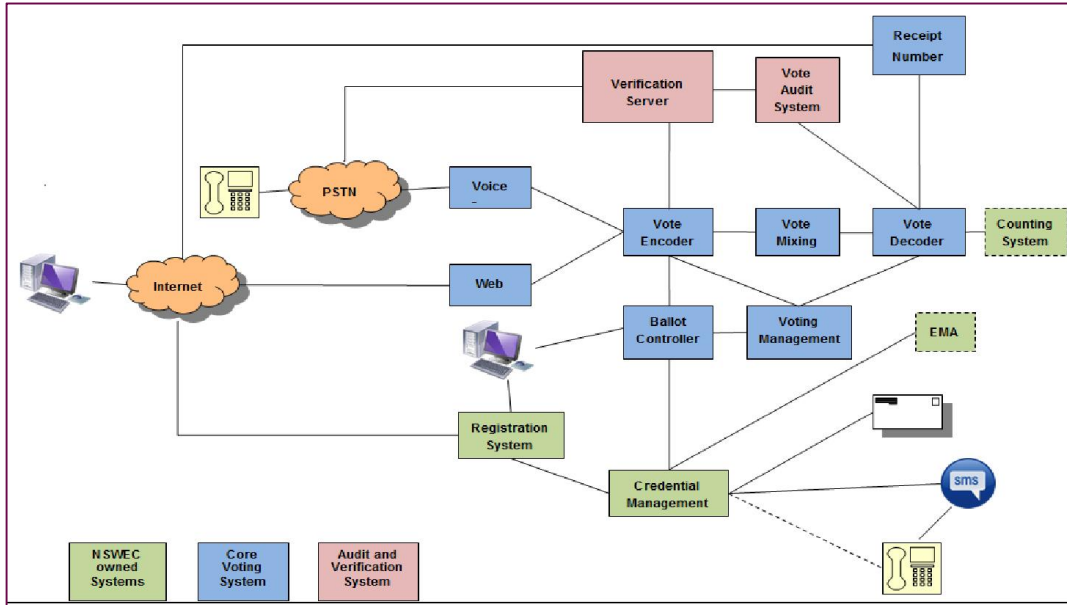 Receipt
Number
Verification
Server
Vote
Audit
System
PSTN
Voice
–
Vote
Encoder
Vote
Mixing
Vote
Decoder
Counting
System
Internet
Web
Ballot
Controller
Voting
Management
EMA
Registration
System
Credential
Management
sms
NSWEC
owned
Systems
Core
Voting
System
Audit and
Verification
System